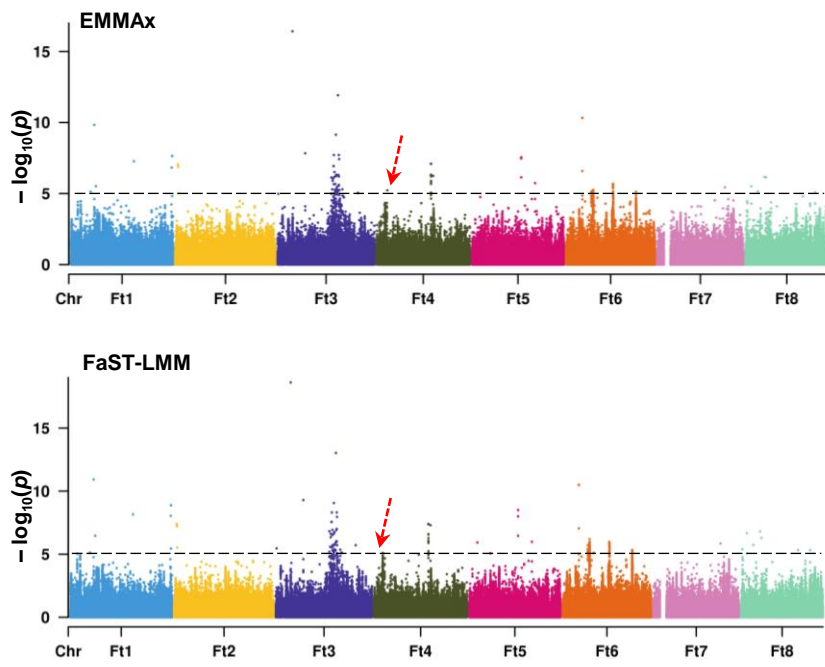 EMMAx
15
10
5
0
– log₁₀(p)
Chr Ft1 Ft2 Ft3 Ft4 Ft5 Ft6 Ft7 Ft8
FaST-LMM
15
10
5
0
– log₁₀(p)
Chr Ft1 Ft2 Ft3 Ft4 Ft5 Ft6 Ft7 Ft8